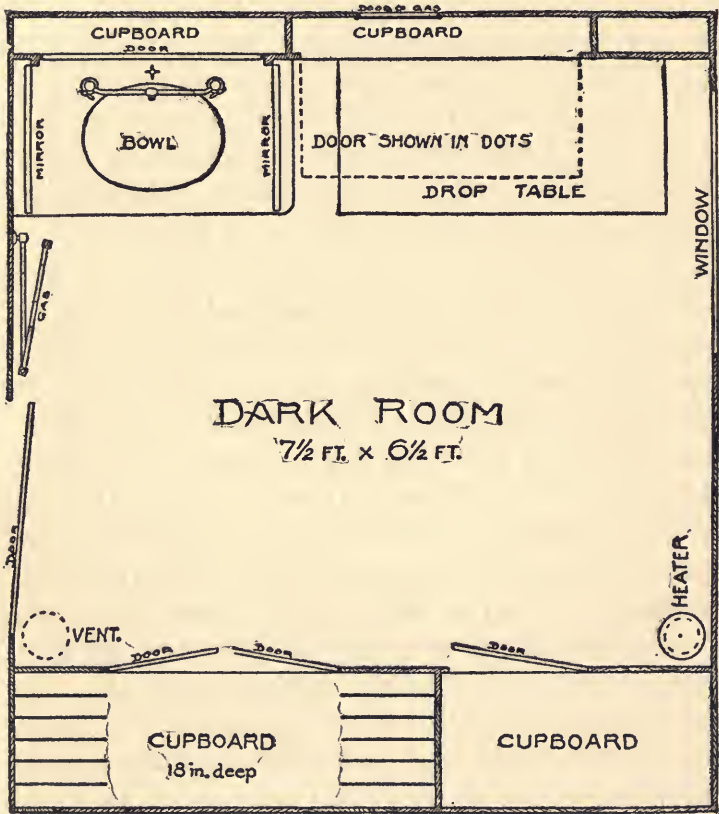 DOOR & GAS
CUPBOARD
CUPBOARD
DOOR
MIRROR
BOWL
MIRROR
DOOR SHOWN IN DOTS
DROP TABLE
WINDOW
GAS
DARK ROOM
7½ FT. x 6½ FT.
DOOR
HEATER
VENT.
DOOR
DOOR
DOOR
CUPBOARD
18 in. deep
CUPBOARD